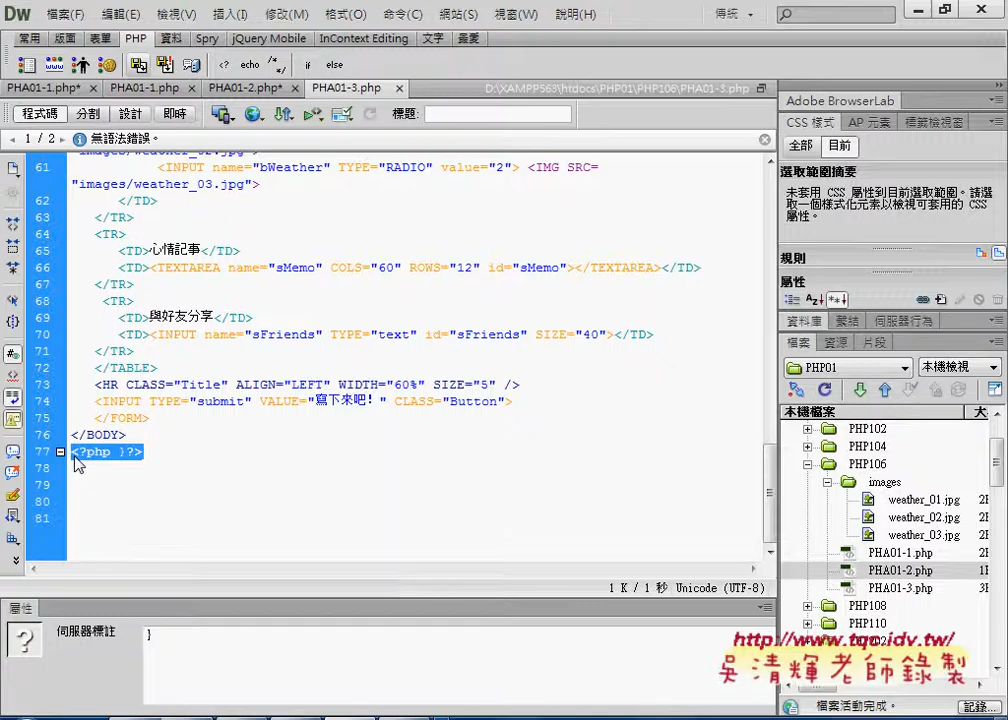 Dw 檔案(F) 編輯(E) 檢視(V) 插入(I) 修改(M) 格式(O) 命令(C) 網站(S) 視窗(W) 說明(H) 傳統
常用 版面 表單 PHP 資料 Spry jQuery Mobile InContext Editing 文字 最愛
<? echo /*/ if else
PHA01-1.php* PHA01-1.php PHA01-2.php* PHA01-3.php D:\XAMPP563\htdocs\PHP01\PHP106\PHA01-3.php
程式碼 分割 設計 即時 標題:
1 / 2 無語法錯誤。
61 <INPUT name="bWeather" TYPE="RADIO" value="2"> <IMG SRC=
"images/weather_03.jpg">
62 </TD>
63 </TR>
64 <TR>
65 <TD>心情記事</TD>
66 <TD><TEXTAREA name="sMemo" COLS="60" ROWS="12" id="sMemo"></TEXTAREA></TD>
67 </TR>
68 <TR>
69 <TD>與好友分享</TD>
70 <TD><INPUT name="sFriends" TYPE="text" id="sFriends" SIZE="40"></TD>
71 </TR>
72 </TABLE>
73 <HR CLASS="Title" ALIGN="LEFT" WIDTH="60%" SIZE="5" />
74 <INPUT TYPE="submit" VALUE="寫下來吧！" CLASS="Button">
75 </FORM>
76 </BODY>
77 <?php }?>
78
79
80
81
1 K / 1 秒 Unicode (UTF-8)
屬性
伺服器標註 }
Adobe BrowserLab
CSS 樣式 AP 元素 標籤檢視窗
全部 目前
選取範圍摘要
未套用 CSS 屬性到目前選取範圍。請選
取一個樣式化元素以檢視可套用的 CSS
屬性。
規則
屬性
資料庫 繫結 伺服器行為
檔案 資源 片段
PHP01 本機檢視
本機檔案
PHP102
PHP104
PHP106
images
weather_01.jpg
weather_02.jpg
weather_03.jpg
PHA01-1.php
PHA01-2.php
PHA01-3.php
PHP108
PHP110
http://www.tqu.idv.tw/
吳清輝老師錄製
檔案活動完成。 記錄...